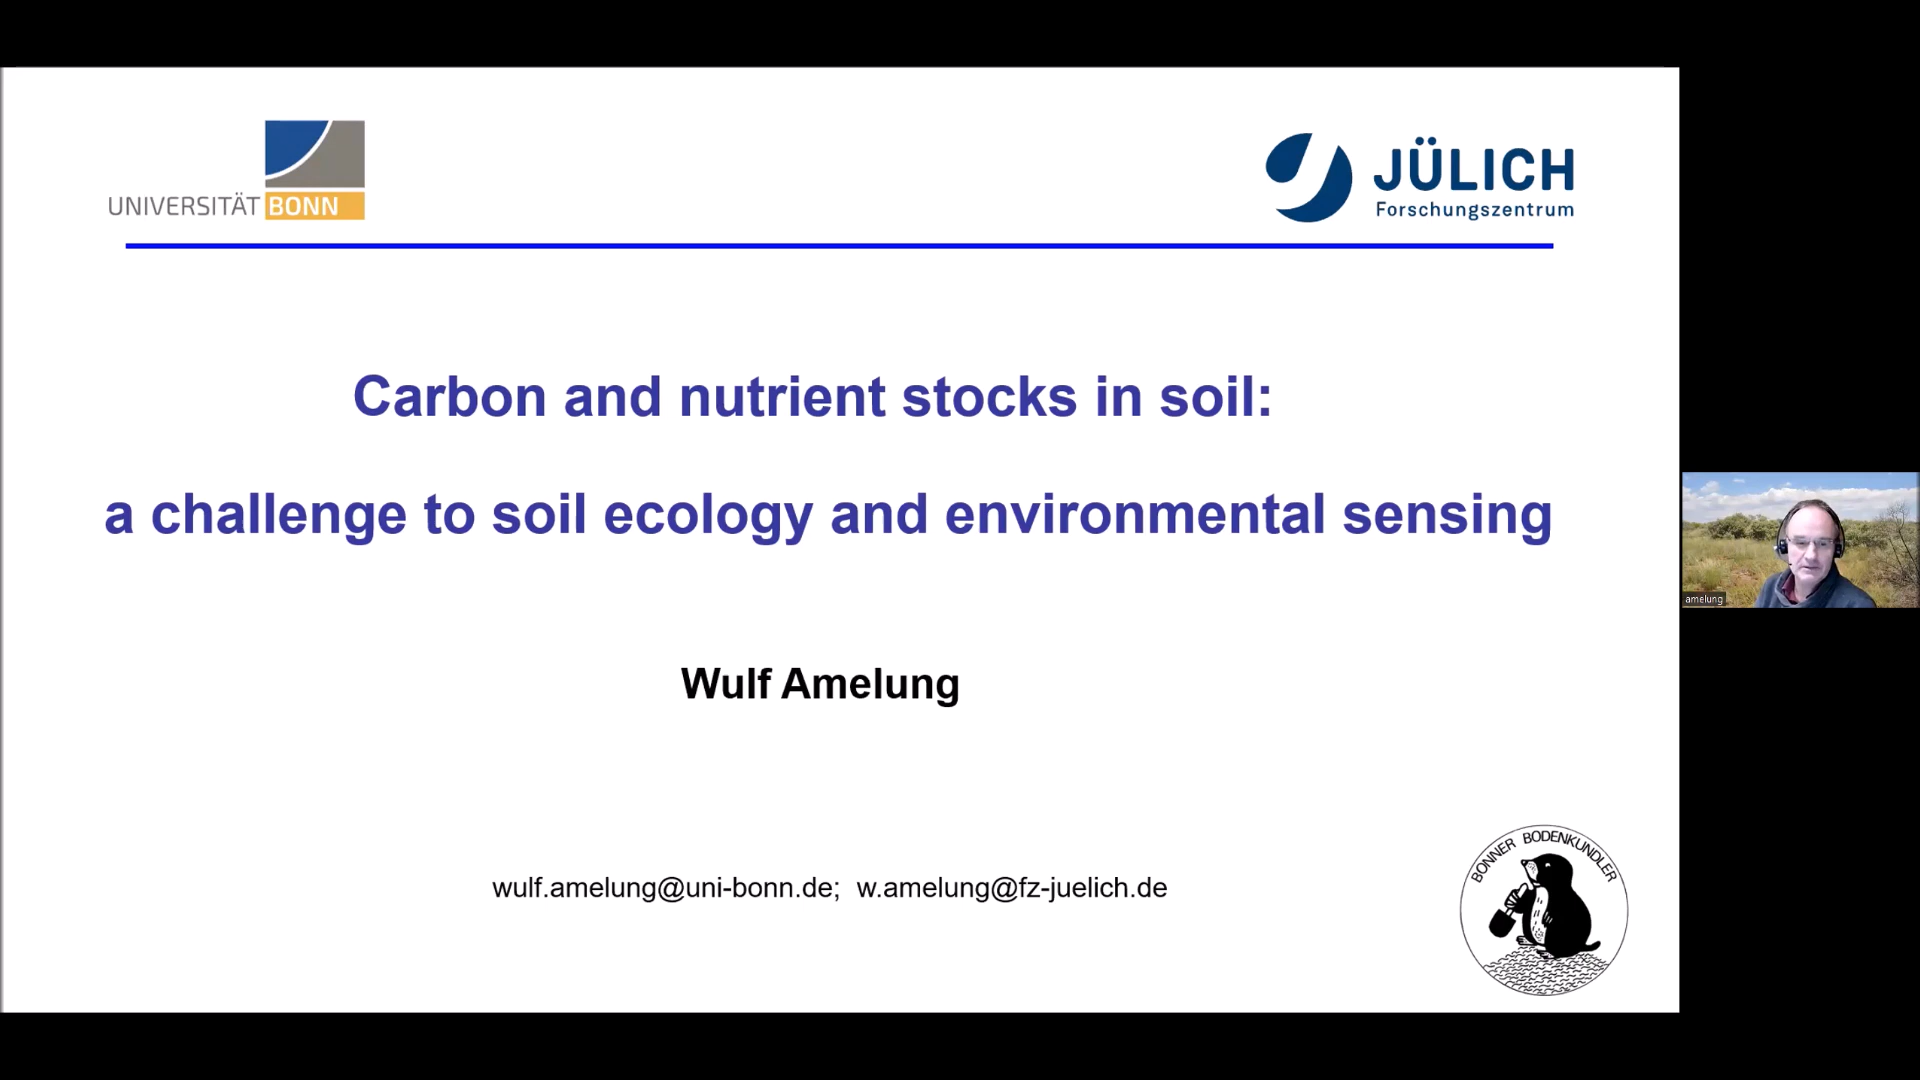 UNIVERSITÄT BONN
JÜLICH
Forschungszentrum
Carbon and nutrient stocks in soil:
a challenge to soil ecology and environmental sensing
amelung
Wulf Amelung
wulf.amelung@uni-bonn.de; w.amelung@fz-juelich.de
BONNER BODENKUNDLER